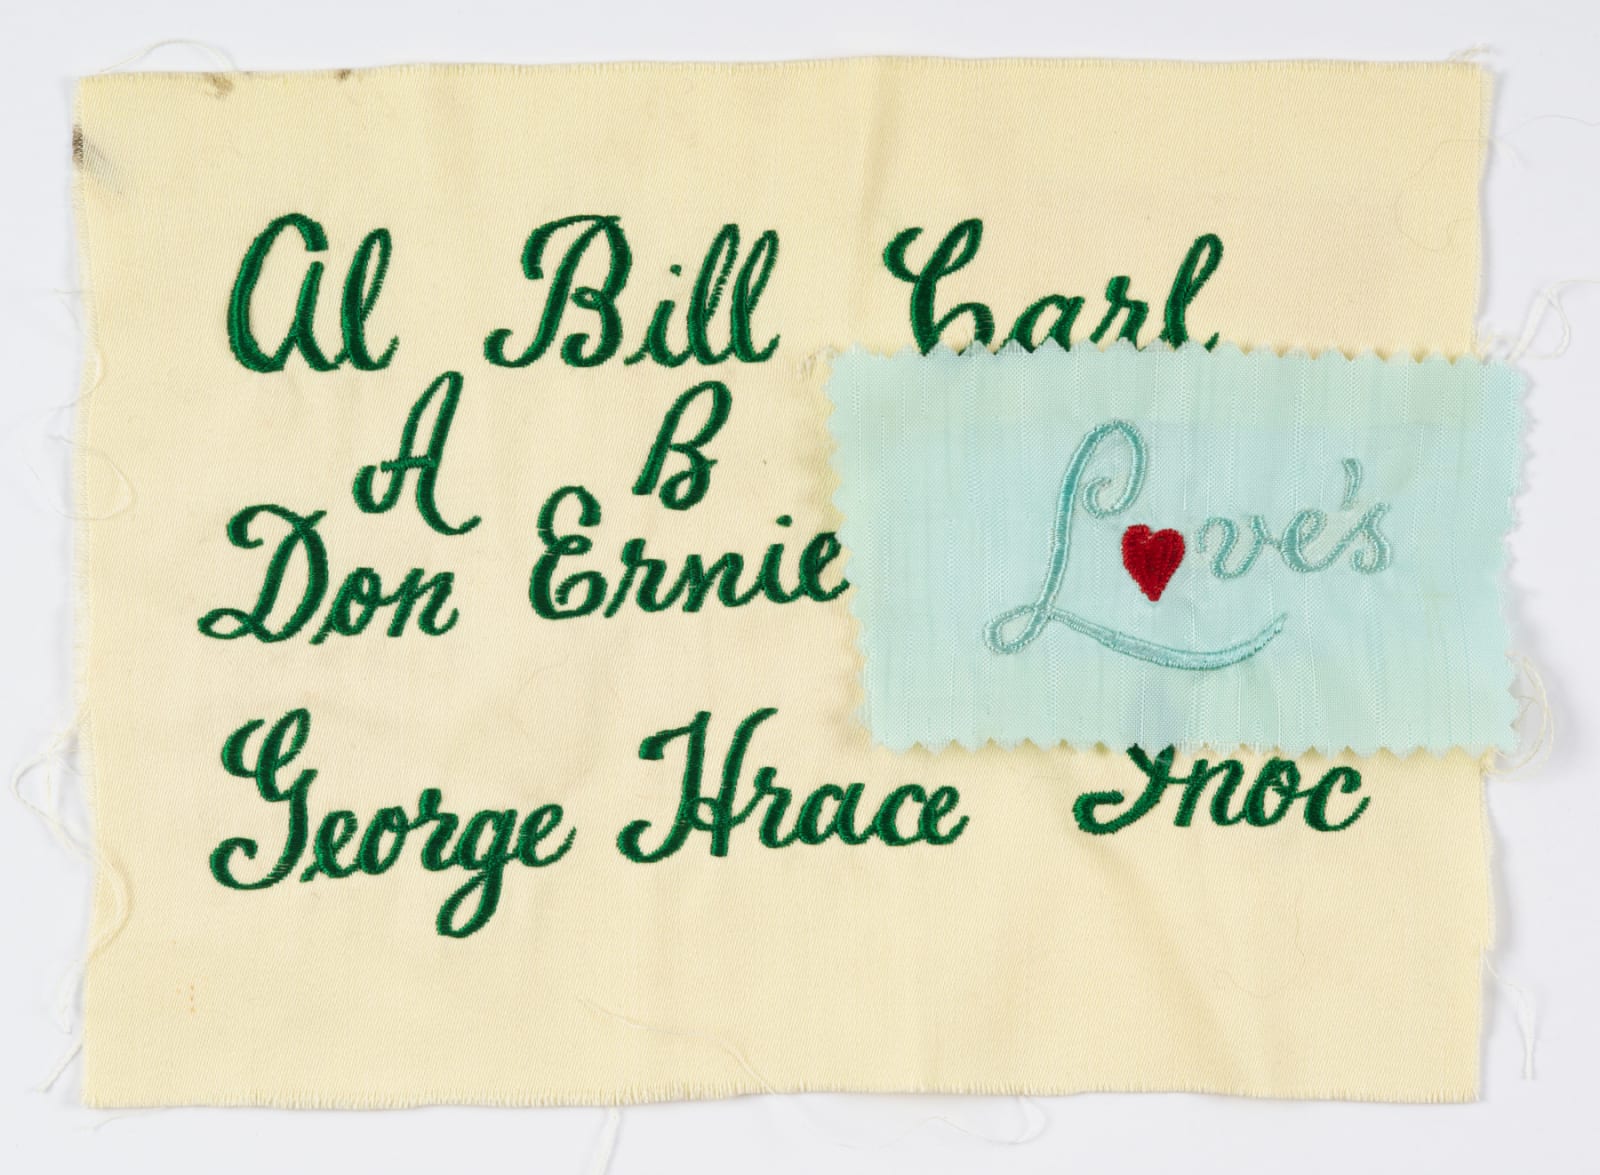 Al Bill Carl
A B
Don Ernie
Love's
George Hrace Inoc